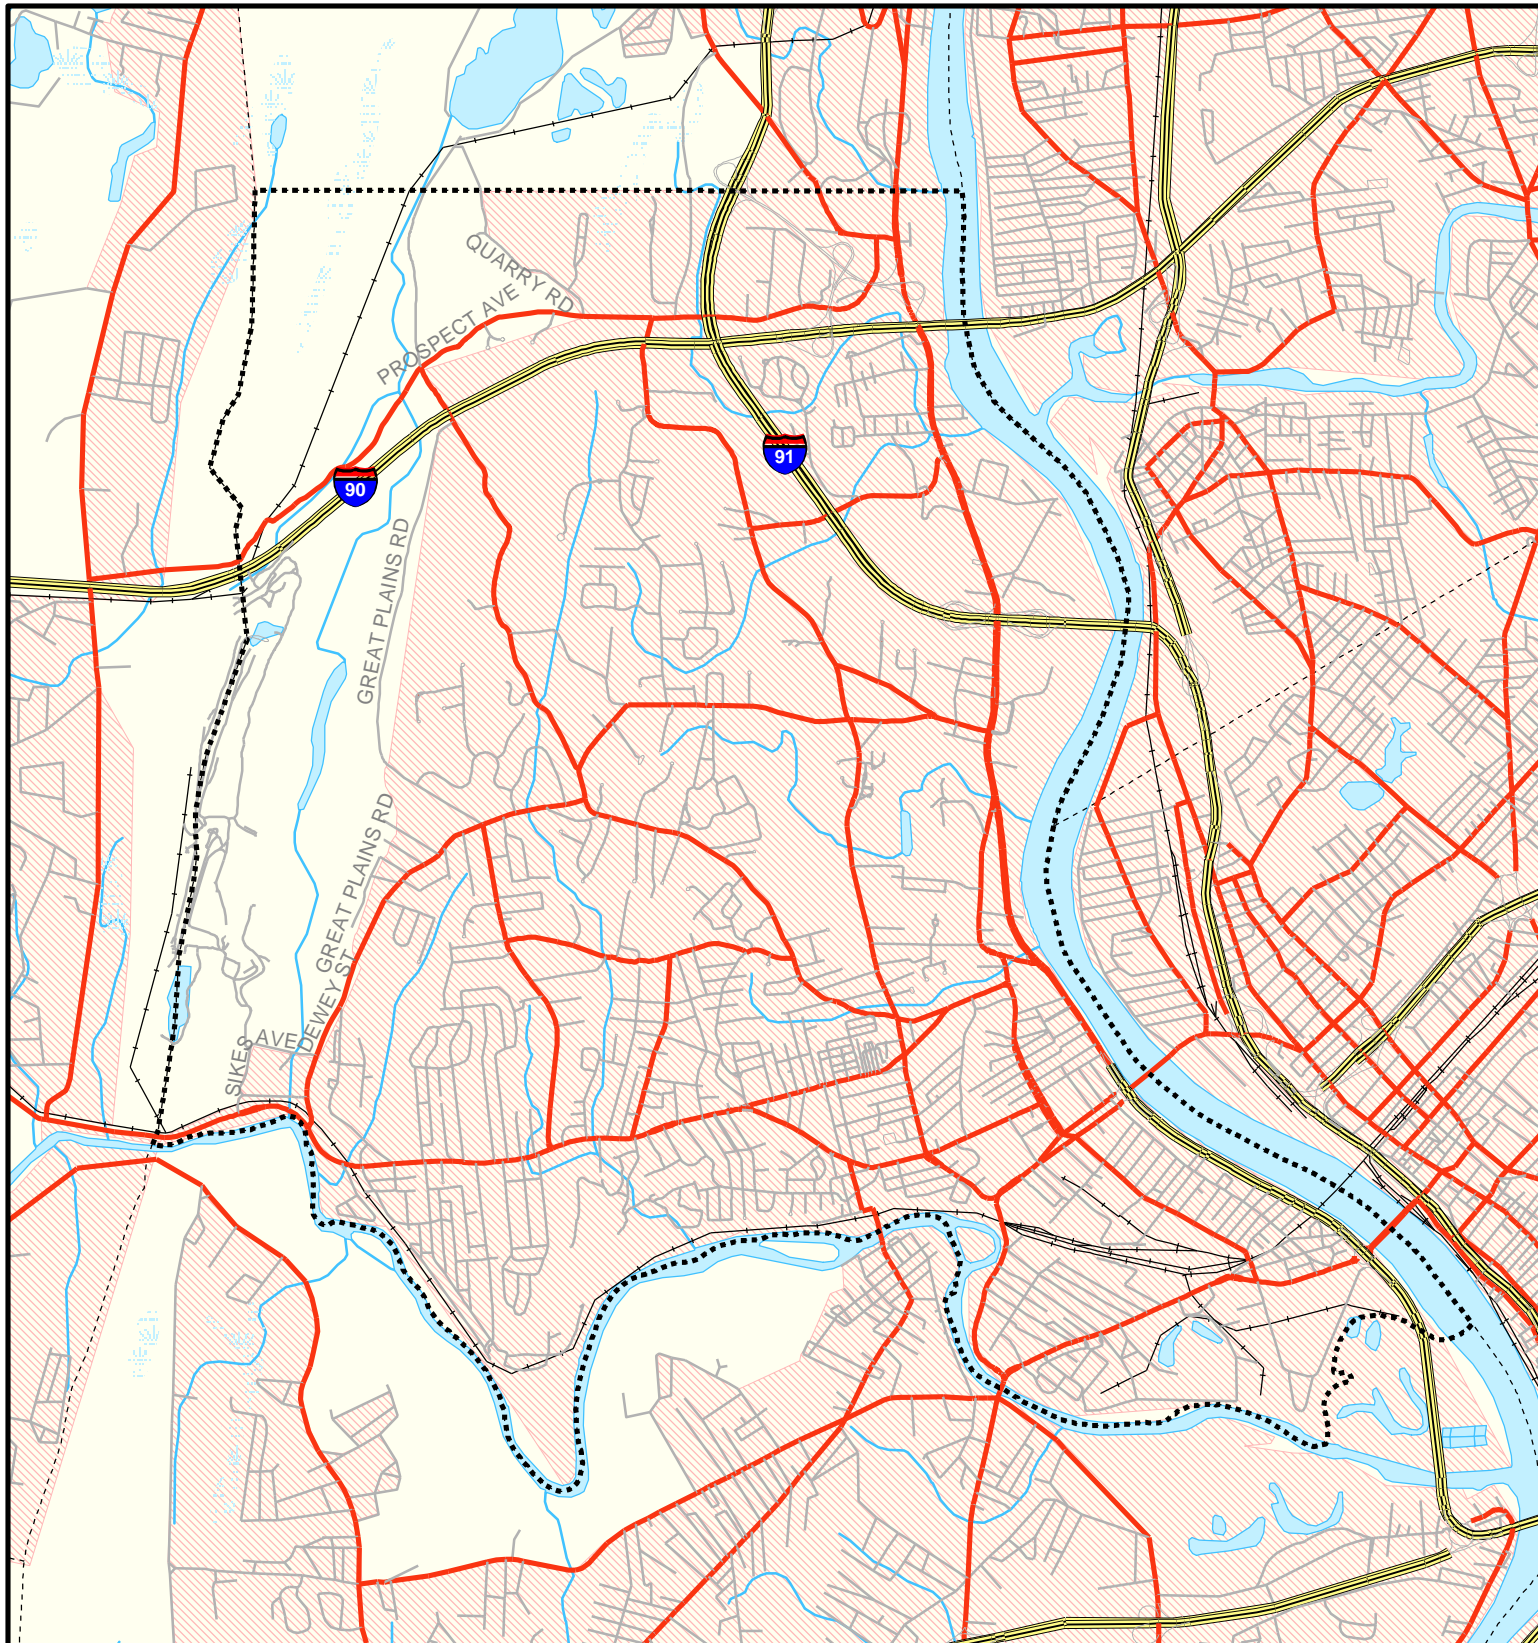 QUARRY RD
PROSPECT AVE
91
90
GREAT PLAINS RD
GREAT PLAINS RD
DEWEY ST
SIKES AVE